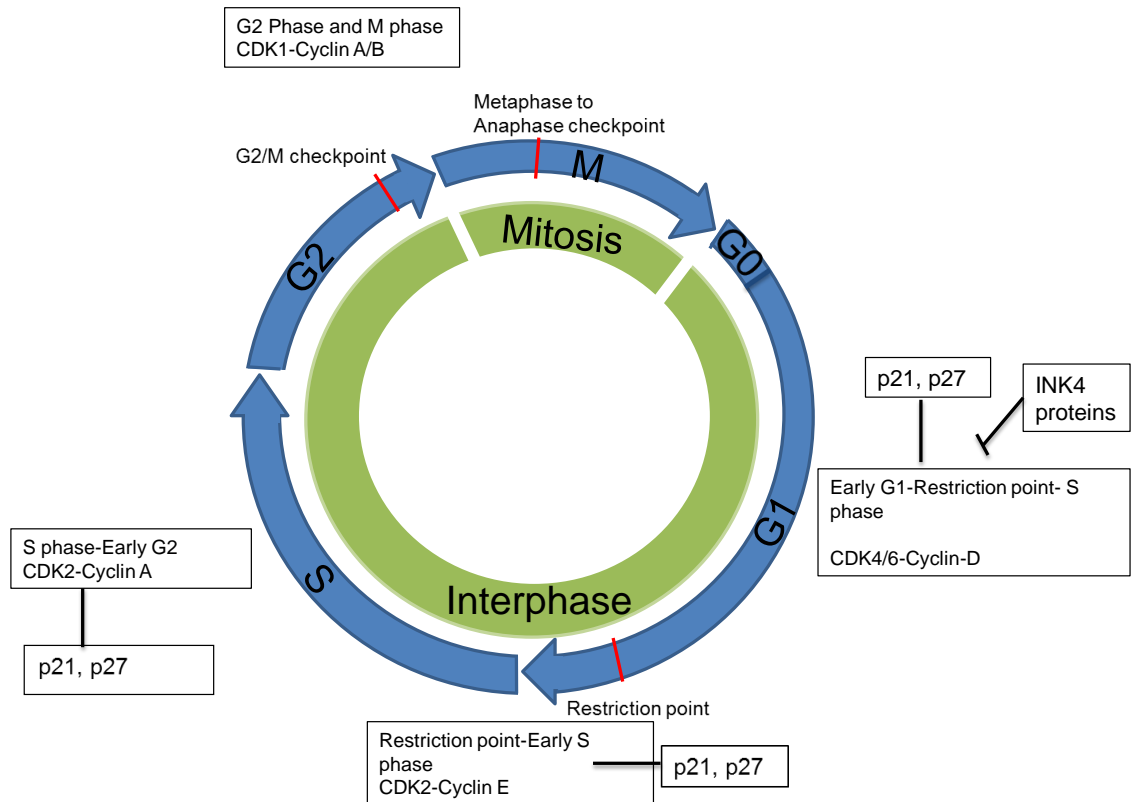 G2 Phase and M phase
CDK1-Cyclin A/B
Metaphase to
Anaphase checkpoint
G2/M checkpoint
M
Mitosis
G0
G2
p21, p27
INK4
proteins
Early G1-Restriction point- S
phase
CDK4/6-Cyclin-D
G1
S phase-Early G2
CDK2-Cyclin A
S
Interphase
p21, p27
Restriction point
Restriction point-Early S
phase
CDK2-Cyclin E
p21, p27